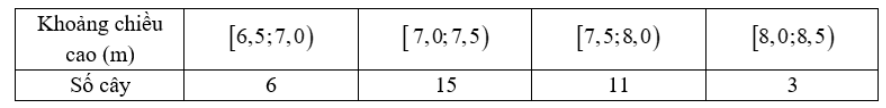 Khoảng chiều cao (m) [6,5;7,0) [7,0;7,5) [7,5;8,0) [8,0;8,5)
Số cây 6 15 11 3